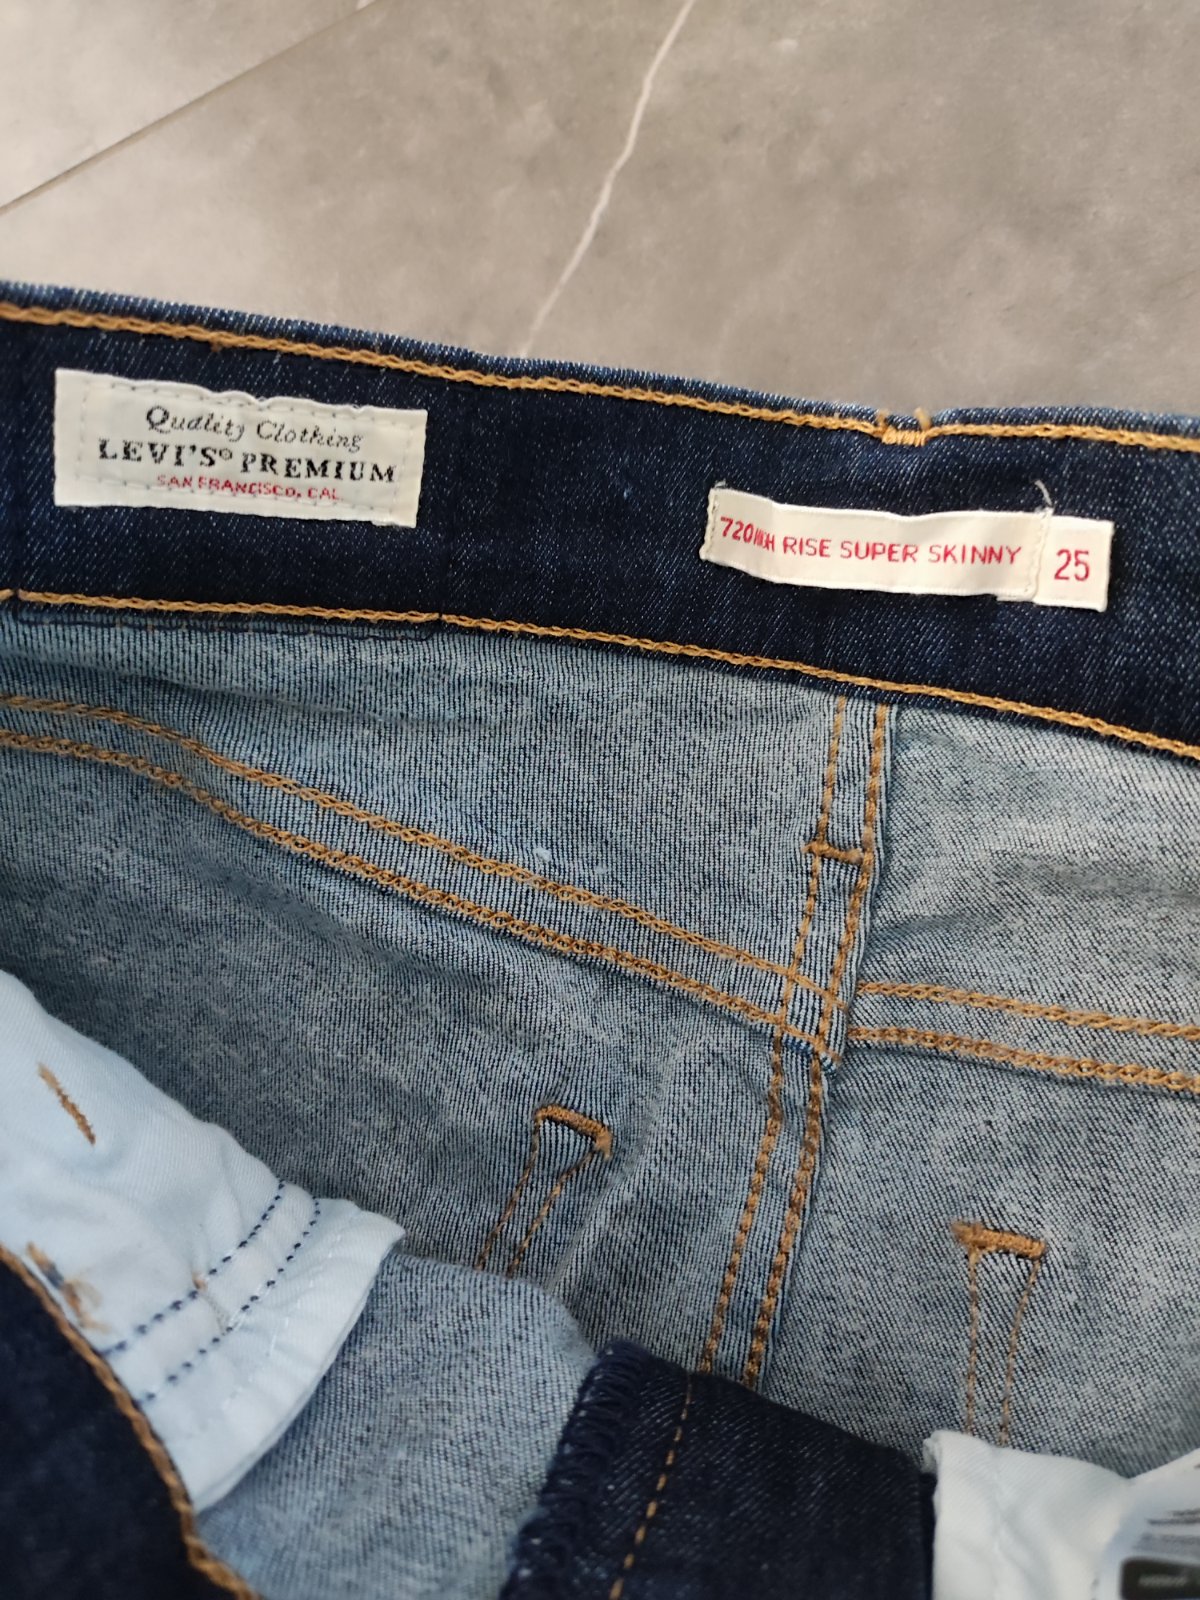 Quality Clothing
LEVI'S® PREMIUM
SAN FRANCISCO, CAL.
720 HIGH RISE SUPER SKINNY
25